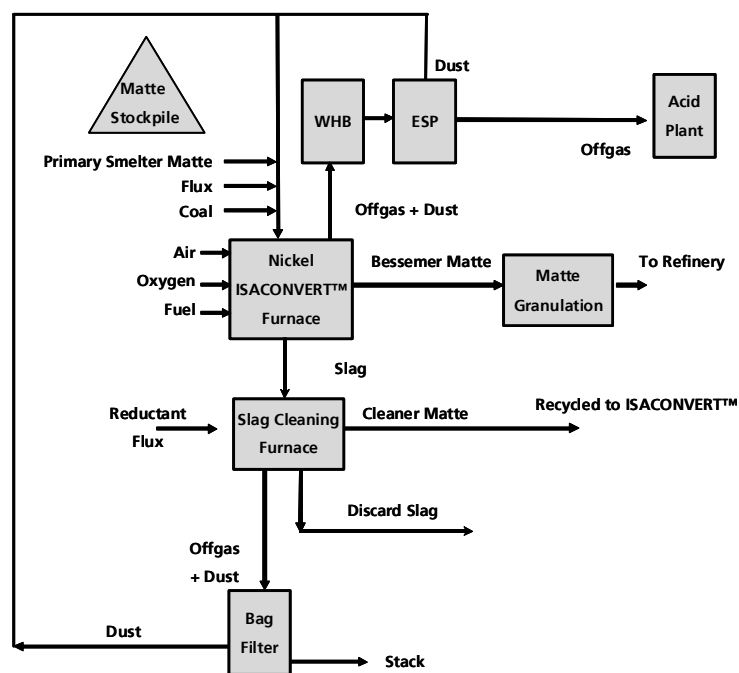 Dust
Matte
Stockpile
WHB
ESP
Acid
Plant
Offgas
Primary Smelter Matte
Flux
Coal
Offgas + Dust
Air
Oxygen
Fuel
Nickel
ISACONVERT™
Furnace
Bessemer Matte
Matte
Granulation
To Refinery
Slag
Reductant
Flux
Slag Cleaning
Furnace
Cleaner Matte
Recycled to ISACONVERT™
Discard Slag
Offgas
+ Dust
Dust
Bag
Filter
Stack